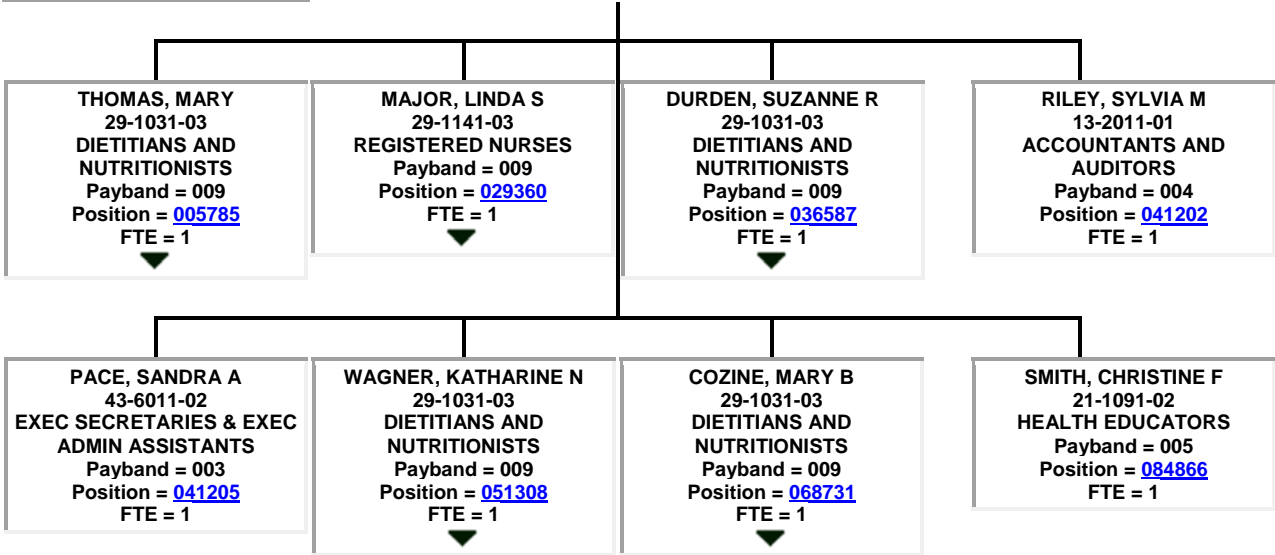 THOMAS, MARY
29-1031-03
DIETITIANS AND
NUTRITIONISTS
Payband = 009
Position = 005785
FTE = 1
MAJOR, LINDA S
29-1141-03
REGISTERED NURSES
Payband = 009
Position = 029360
FTE = 1
DURDEN, SUZANNE R
29-1031-03
DIETITIANS AND
NUTRITIONISTS
Payband = 009
Position = 036587
FTE = 1
RILEY, SYLVIA M
13-2011-01
ACCOUNTANTS AND
AUDITORS
Payband = 004
Position = 041202
FTE = 1
PACE, SANDRA A
43-6011-02
EXEC SECRETARIES & EXEC
ADMIN ASSISTANTS
Payband = 003
Position = 041205
FTE = 1
WAGNER, KATHARINE N
29-1031-03
DIETITIANS AND
NUTRITIONISTS
Payband = 009
Position = 051308
FTE = 1
COZINE, MARY B
29-1031-03
DIETITIANS AND
NUTRITIONISTS
Payband = 009
Position = 068731
FTE = 1
SMITH, CHRISTINE F
21-1091-02
HEALTH EDUCATORS
Payband = 005
Position = 084866
FTE = 1